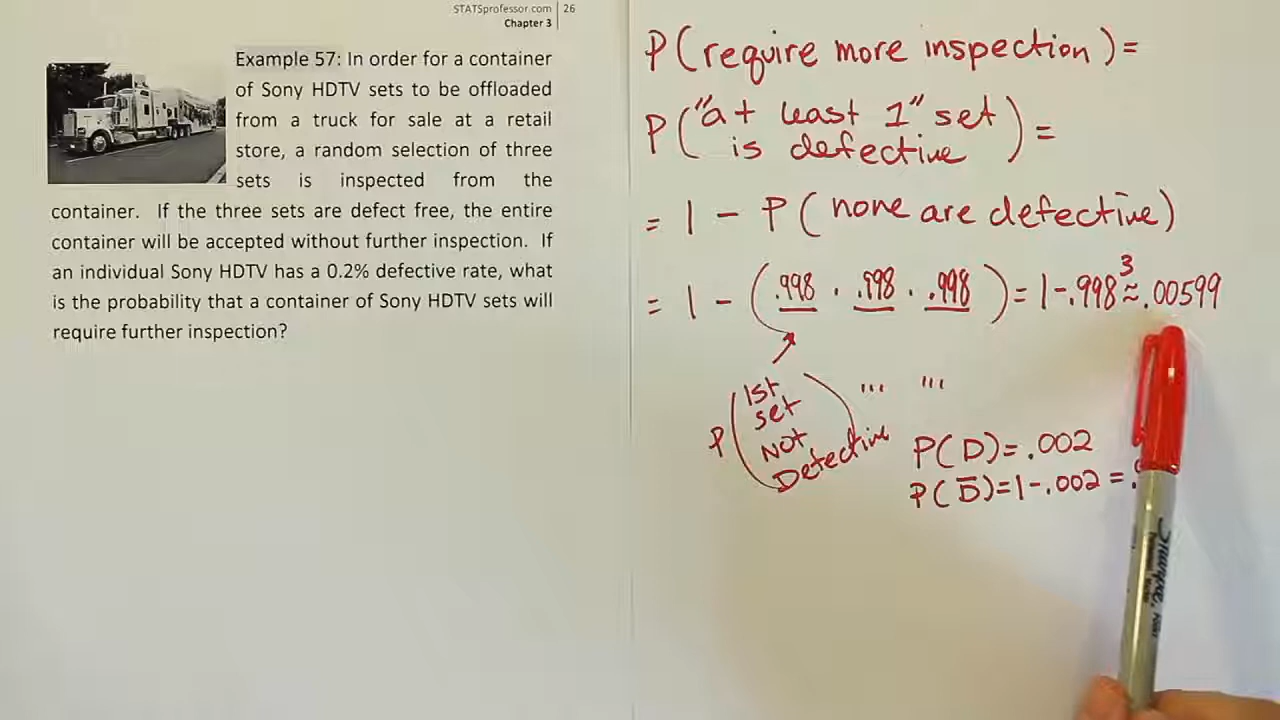 STATSprofessor.com | 26
Chapter 3
Example 57: In order for a container
of Sony HDTV sets to be offloaded
from a truck for sale at a retail
store, a random selection of three
sets is inspected from the
container. If the three sets are defect free, the entire
container will be accepted without further inspection. If
an individual Sony HDTV has a 0.2% defective rate, what
is the probability that a container of Sony HDTV sets will
require further inspection?
P(require more inspection) =
P("at least 1" set
is defective) =
= 1 - P(none are defective)
= 1 - (.998 · .998 · .998) = 1 - .998³ ≈ .00599
P(1st
set
Not
Defective) "' "'
P(D) = .002
P(D̅) = 1 - .002 = .
Sharpie